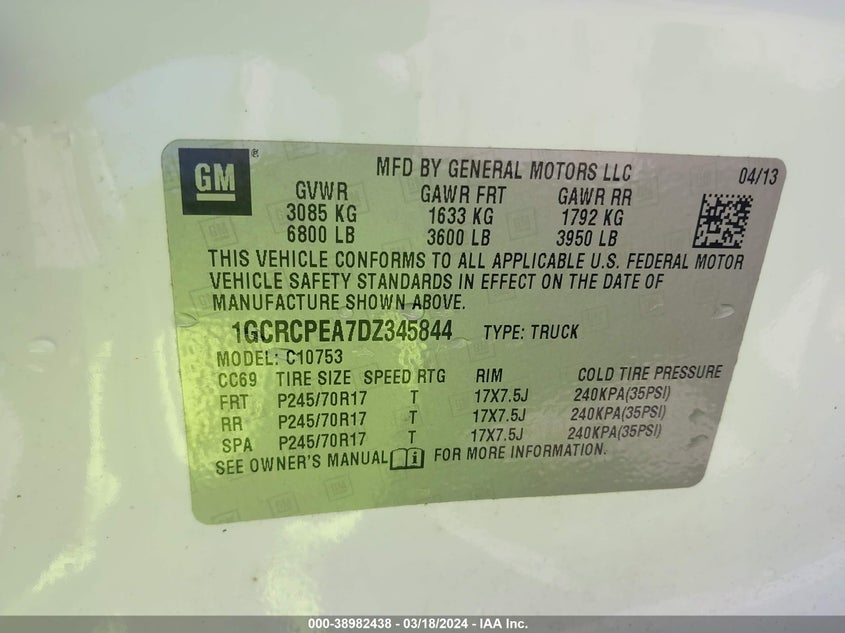 GM®
MFD BY GENERAL MOTORS LLC 04/13
GVWR GAWR FRT GAWR RR
3085 KG 1633 KG 1792 KG
6800 LB 3600 LB 3950 LB
THIS VEHICLE CONFORMS TO ALL APPLICABLE U.S. FEDERAL MOTOR
VEHICLE SAFETY STANDARDS IN EFFECT ON THE DATE OF
MANUFACTURE SHOWN ABOVE.
1GCRCPEA7DZ345844 TYPE: TRUCK
MODEL: C10753
CC69 TIRE SIZE SPEED RTG RIM COLD TIRE PRESSURE
FRT P245/70R17 T 17X7.5J 240KPA(35PSI)
RR P245/70R17 T 17X7.5J 240KPA(35PSI)
SPA P245/70R17 T 17X7.5J 240KPA(35PSI)
SEE OWNER'S MANUAL FOR MORE INFORMATION.
000-38982438 - 03/18/2024 - IAA Inc.